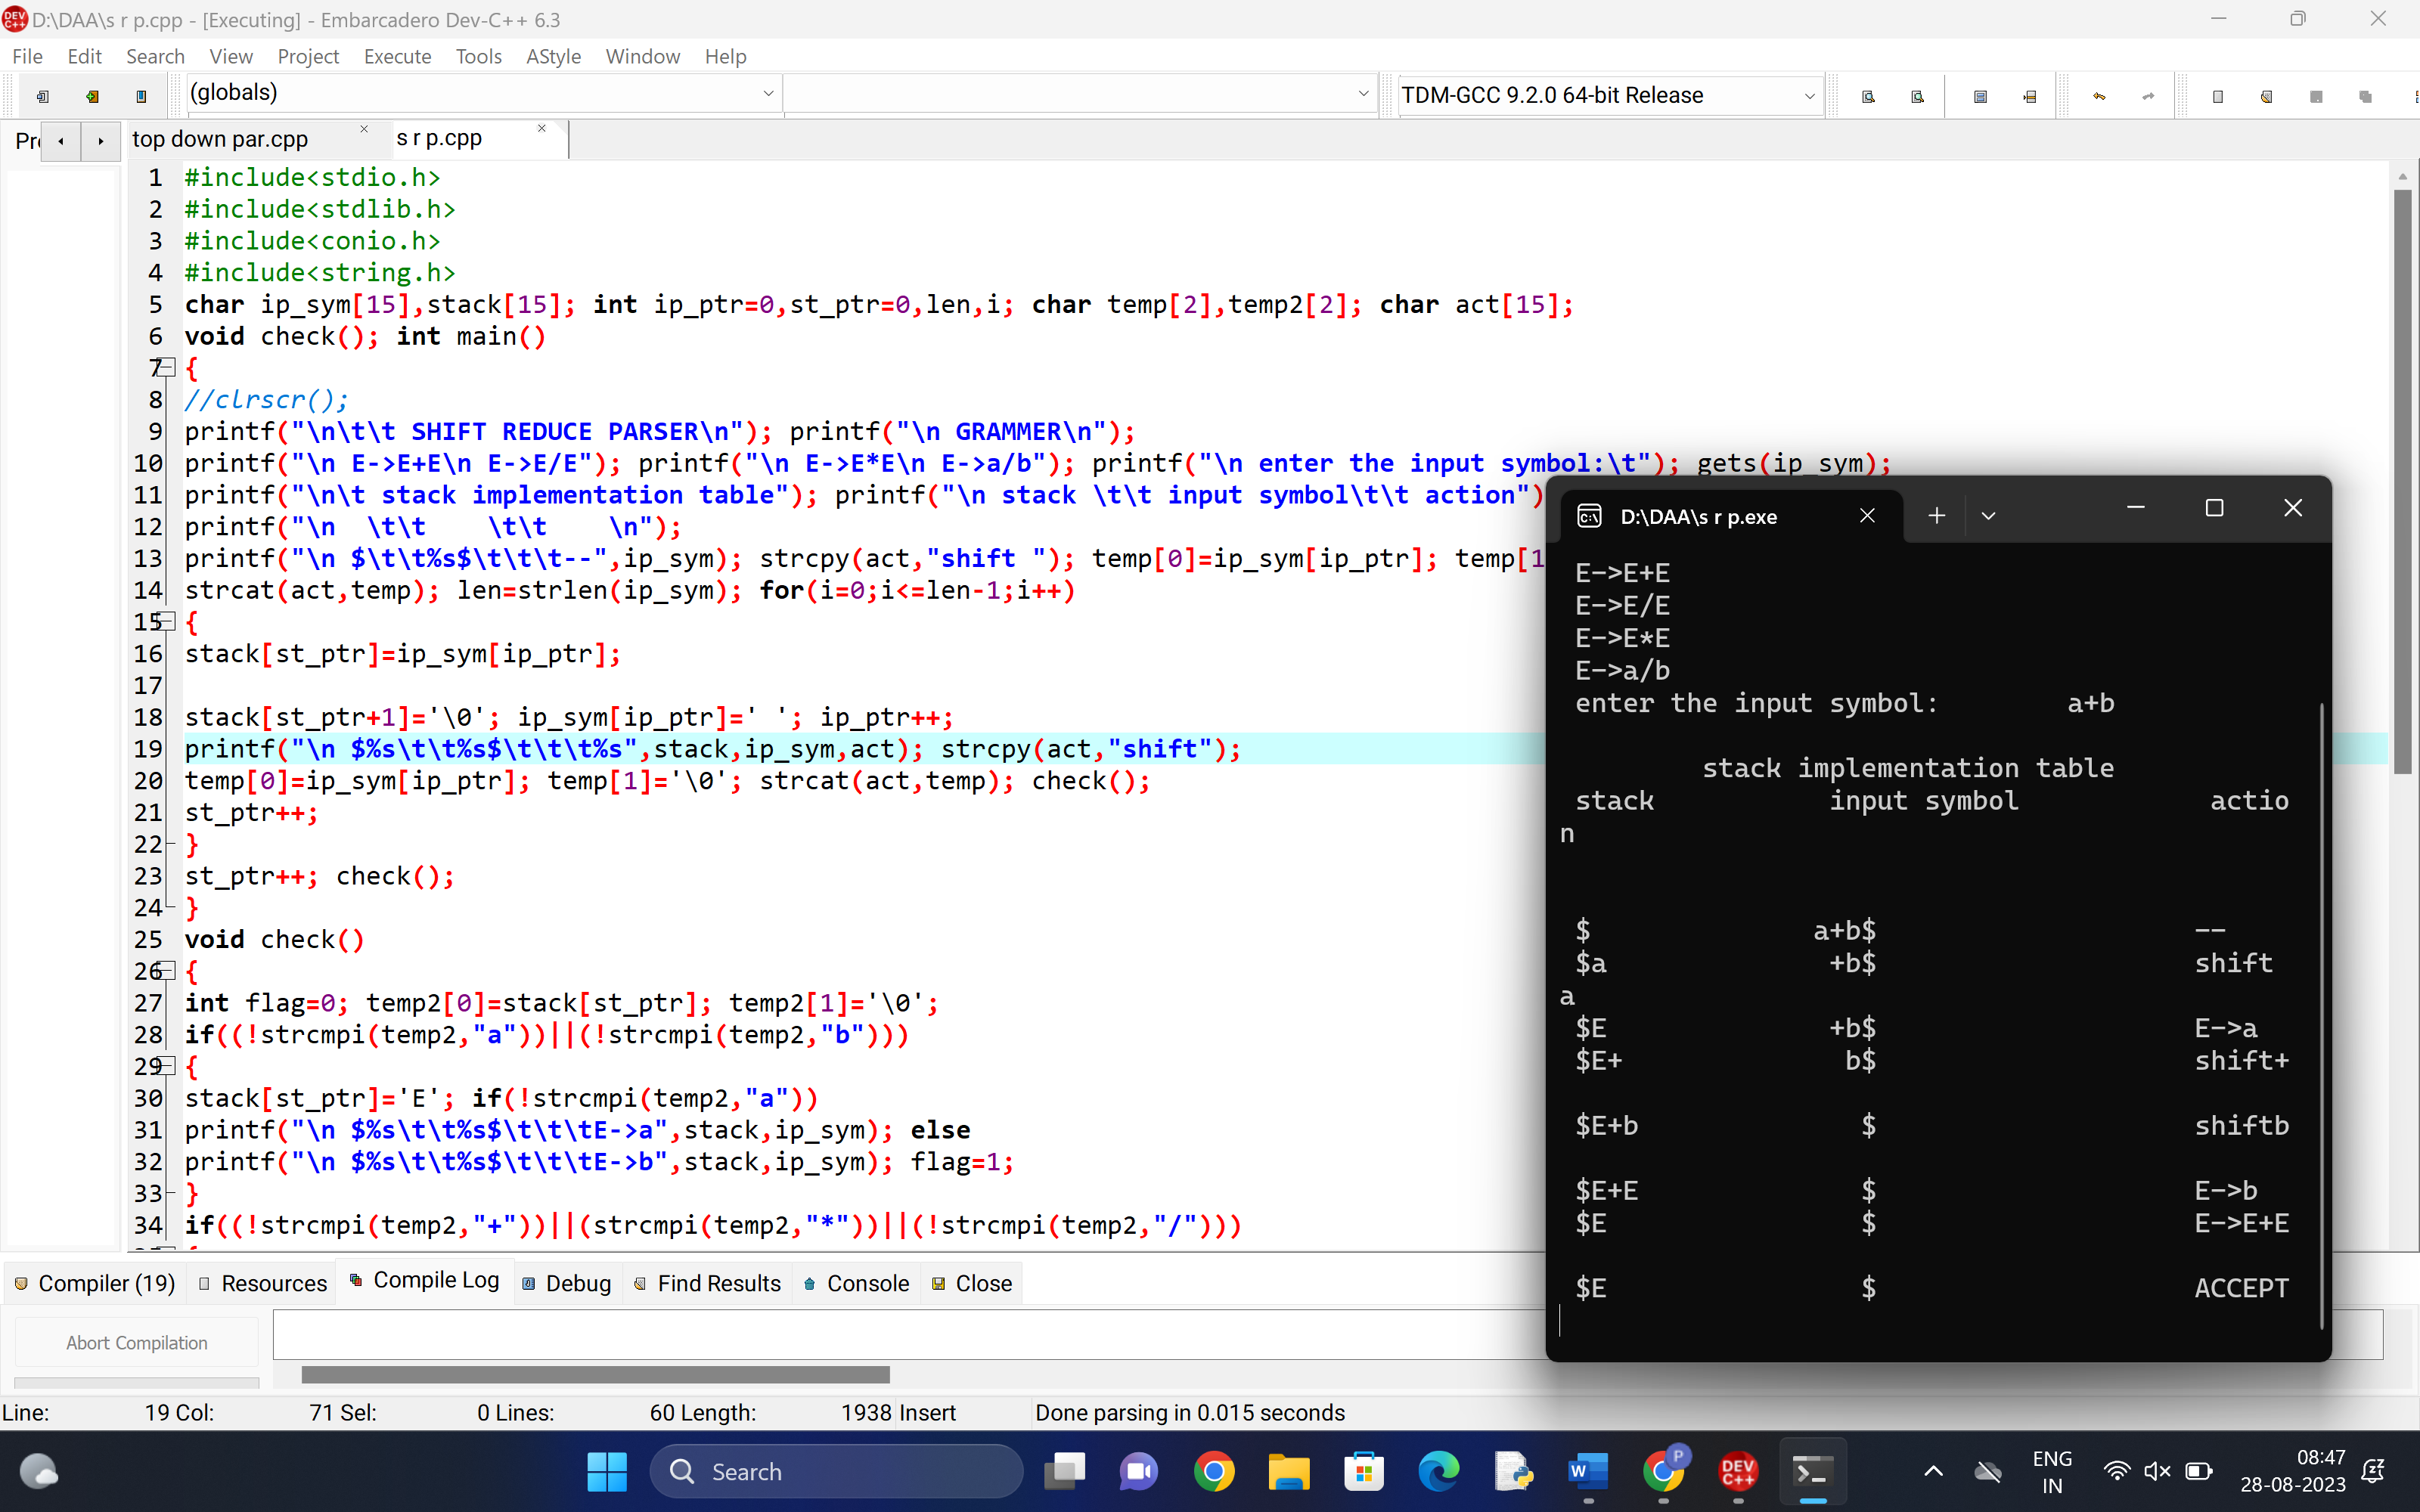 D:\DAA\s r p.cpp - [Executing] - Embarcadero Dev-C++ 6.3
File Edit Search View Project Execute Tools AStyle Window Help
(globals)
TDM-GCC 9.2.0 64-bit Release
top down par.cpp
s r p.cpp
1 #include<stdio.h>
2 #include<stdlib.h>
3 #include<conio.h>
4 #include<string.h>
5 char ip_sym[15],stack[15]; int ip_ptr=0,st_ptr=0,len,i; char temp[2],temp2[2]; char act[15];
6 void check(); int main()
7 {
8 //clrscr();
9 printf("\n\t\t SHIFT REDUCE PARSER\n"); printf("\n GRAMMER\n");
10 printf("\n E->E+E\n E->E/E"); printf("\n E->E*E\n E->a/b"); printf("\n enter the input symbol:\t"); gets(ip_sym);
11 printf("\n\t stack implementation table"); printf("\n stack \t\t input symbol\t\t action")
12 printf("\n  \t\t    \t\t    \n");
13 printf("\n $\t\t%s$\t\t\t--",ip_sym); strcpy(act,"shift "); temp[0]=ip_sym[ip_ptr]; temp[1
14 strcat(act,temp); len=strlen(ip_sym); for(i=0;i<=len-1;i++)
15 {
16 stack[st_ptr]=ip_sym[ip_ptr];
17
18 stack[st_ptr+1]='\0'; ip_sym[ip_ptr]=' '; ip_ptr++;
19 printf("\n $%s\t\t%s$\t\t\t%s",stack,ip_sym,act); strcpy(act,"shift");
20 temp[0]=ip_sym[ip_ptr]; temp[1]='\0'; strcat(act,temp); check();
21 st_ptr++;
22 }
23 st_ptr++; check();
24 }
25 void check()
26 {
27 int flag=0; temp2[0]=stack[st_ptr]; temp2[1]='\0';
28 if((!strcmpi(temp2,"a"))||(!strcmpi(temp2,"b")))
29 {
30 stack[st_ptr]='E'; if(!strcmpi(temp2,"a"))
31 printf("\n $%s\t\t%s$\t\t\tE->a",stack,ip_sym); else
32 printf("\n $%s\t\t%s$\t\t\tE->b",stack,ip_sym); flag=1;
33 }
34 if((!strcmpi(temp2,"+"))||(strcmpi(temp2,"*"))||(!strcmpi(temp2,"/")))
D:\DAA\s r p.exe
E->E+E
E->E/E
E->E*E
E->a/b
enter the input symbol: a+b
stack implementation table
stack input symbol actio
n
$ a+b$ --
$a +b$ shift
a
$E +b$ E->a
$E+ b$ shift+
$E+b $ shiftb
$E+E $ E->b
$E $ E->E+E
$E $ ACCEPT
Compiler (19) Resources Compile Log Debug Find Results Console Close
Abort Compilation
Line: 19 Col: 71 Sel: 0 Lines: 60 Length: 1938 Insert Done parsing in 0.015 seconds
Search
ENG
IN
08:47
28-08-2023